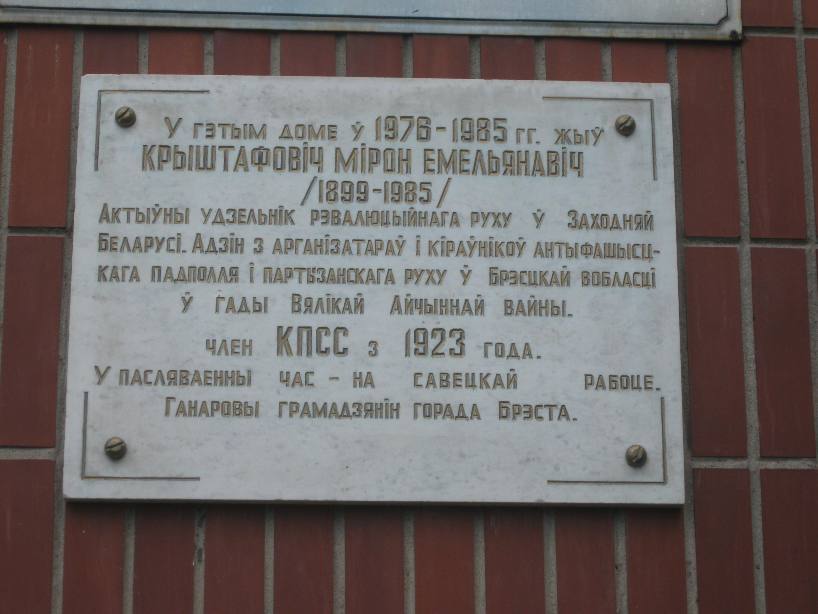 У гэтым доме ў 1976-1985 гг. жыў
КРЫШТАФОВІЧ МІРОН ЕМЕЛЬЯНАВІЧ
/1899-1985/
Актыўны удзельнік рэвалюцыйнага руху ў Заходняй
Беларусі. Адзін з арганізатараў і кіраўнікоў антыфашысц-
кага падполля і партызанскага руху ў Брэсцкай вобласці
ў гады Вялікай Айчыннай вайны.
член КПСС з 1923 года.
У пасляваенны час - на савецкай рабоце.
Ганаровы грамадзянін горада Брэста.